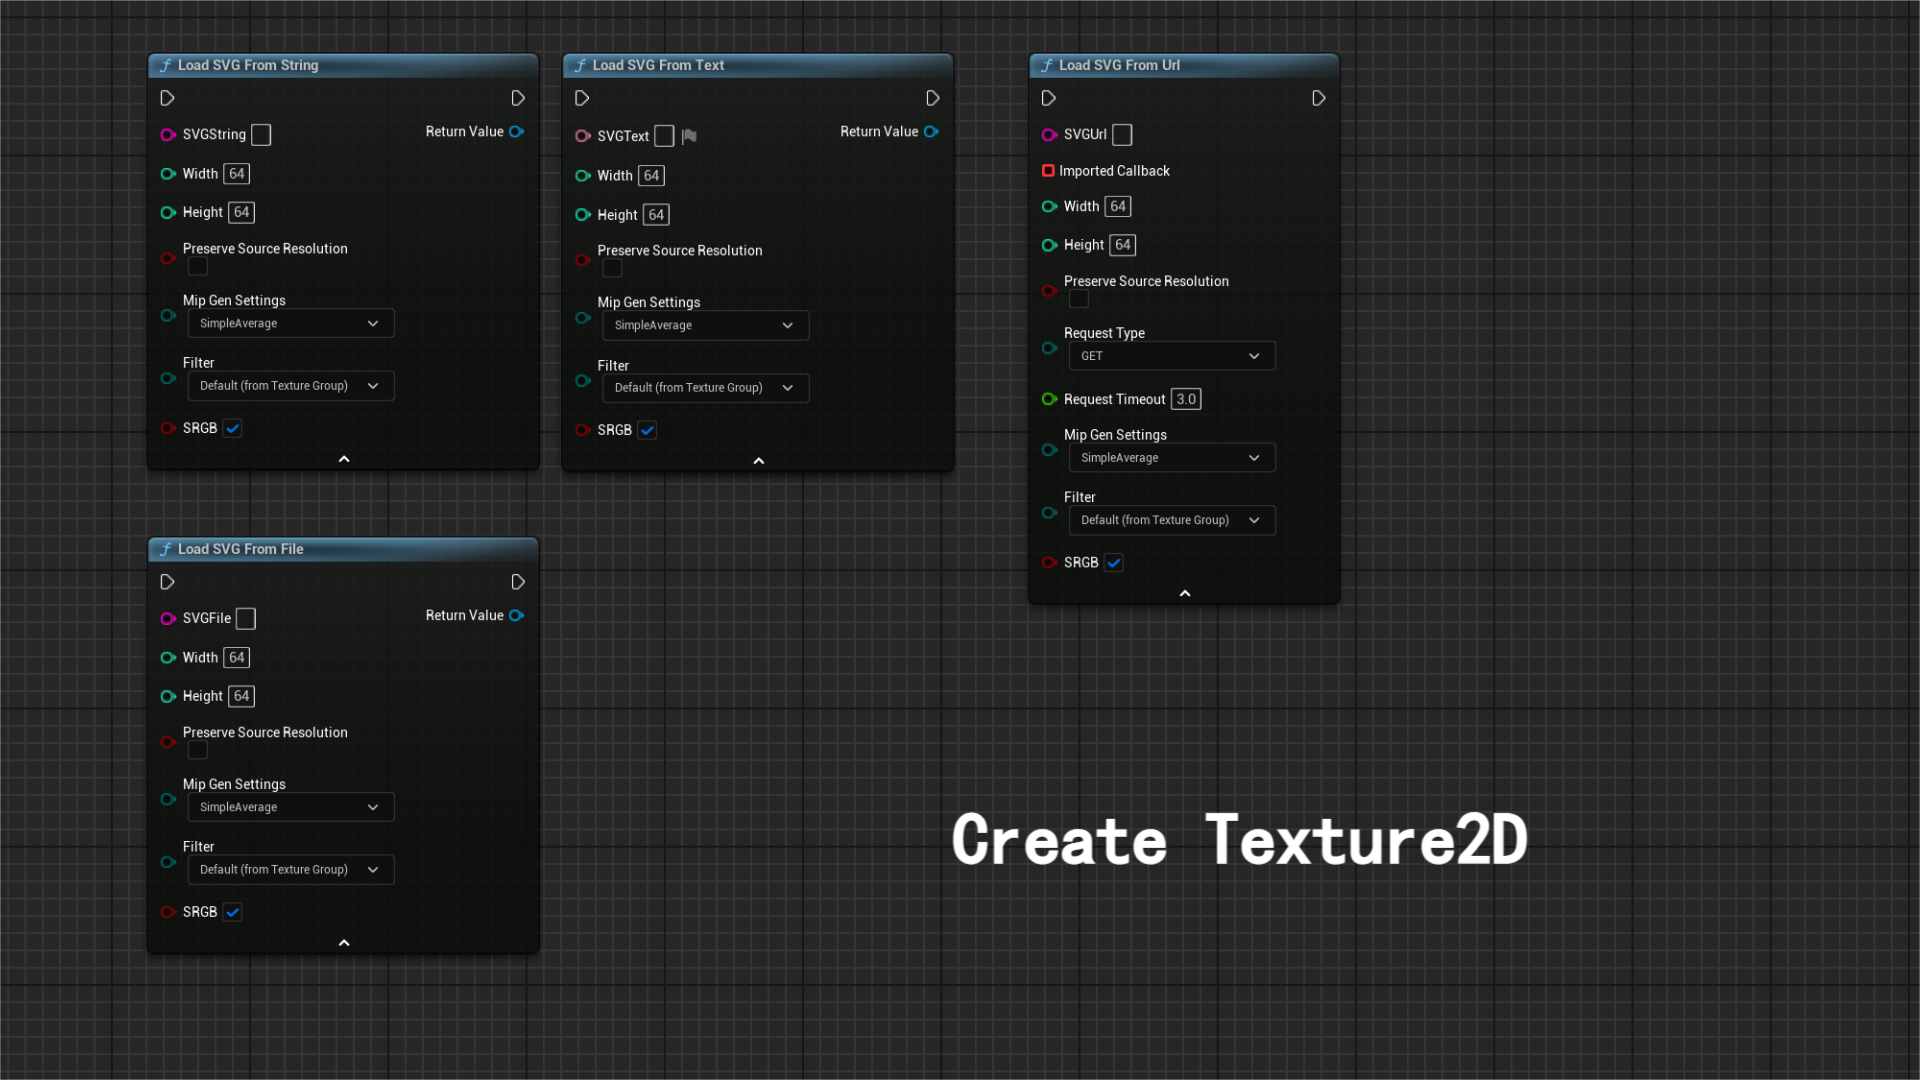 Load SVG From String
SVGString
Return Value
Width 64
Height 64
Preserve Source Resolution
Mip Gen Settings
SimpleAverage
Filter
Default (from Texture Group)
SRGB
Load SVG From Text
SVGText
Return Value
Width 64
Height 64
Preserve Source Resolution
Mip Gen Settings
SimpleAverage
Filter
Default (from Texture Group)
SRGB
Load SVG From Url
SVGUrl
Imported Callback
Width 64
Height 64
Preserve Source Resolution
Request Type
GET
Request Timeout 3.0
Mip Gen Settings
SimpleAverage
Filter
Default (from Texture Group)
SRGB
Load SVG From File
SVGFile
Return Value
Width 64
Height 64
Preserve Source Resolution
Mip Gen Settings
SimpleAverage
Filter
Default (from Texture Group)
SRGB
Create Texture2D